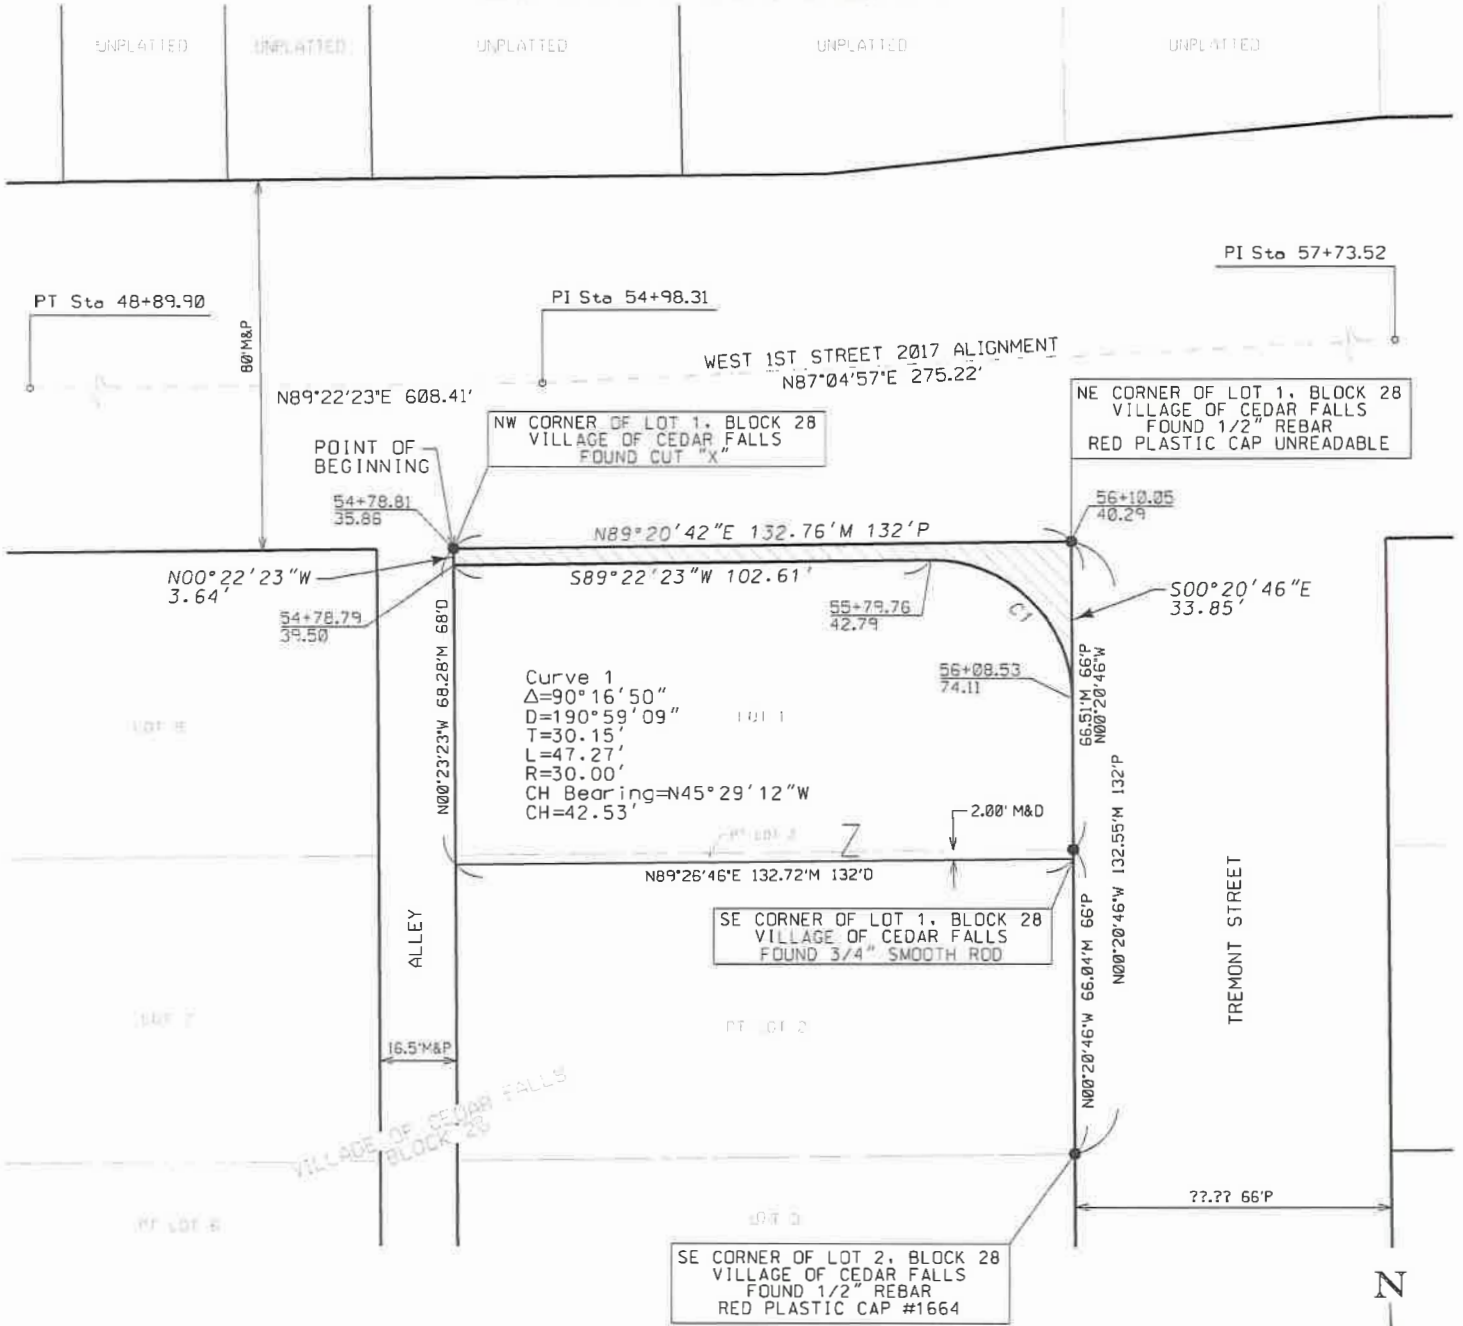 UNPLATTED
UNPLATTED
UNPLATTED
UNPLATTED
UNPLATTED
PI Sta 57+73.52
PT Sta 48+89.90
PI Sta 54+98.31
80'M&P
WEST 1ST STREET 2017 ALIGNMENT
N87°04'57"E 275.22'
N89°22'23"E 608.41'
NW CORNER OF LOT 1, BLOCK 28
VILLAGE OF CEDAR FALLS
FOUND CUT "X"
NE CORNER OF LOT 1, BLOCK 28
VILLAGE OF CEDAR FALLS
FOUND 1/2" REBAR
RED PLASTIC CAP UNREADABLE
POINT OF
BEGINNING
54+78.81
35.86
56+10.05
40.29
N89°20'42"E 132.76'M 132'P
N00°22'23"W
3.64'
S89°22'23"W 102.61'
S00°20'46"E
33.85'
54+78.79
39.50
55+79.76
42.79
C1
N00°23'23"W 68.28'M 68'D
56+08.53
74.11
66.51'M 66'P
N00°20'46"W
Curve 1
Δ=90°16'50"
D=190°59'09"
T=30.15'
L=47.27'
R=30.00'
CH Bearing=N45°29'12"W
CH=42.53'
LOT 1
N00°20'46"W 132.55'M 132'P
2.00' M&D
Z
N89°26'46"E 132.72'M 132'D
SE CORNER OF LOT 1, BLOCK 28
VILLAGE OF CEDAR FALLS
FOUND 3/4" SMOOTH ROD
ALLEY
N00°20'46"W 66.04'M 66'P
TREMONT STREET
PT LOT 2
16.5'M&P
VILLAGE OF CEDAR FALLS
BLOCK 28
??.?? 66'P
SE CORNER OF LOT 2, BLOCK 28
VILLAGE OF CEDAR FALLS
FOUND 1/2" REBAR
RED PLASTIC CAP #1664
N